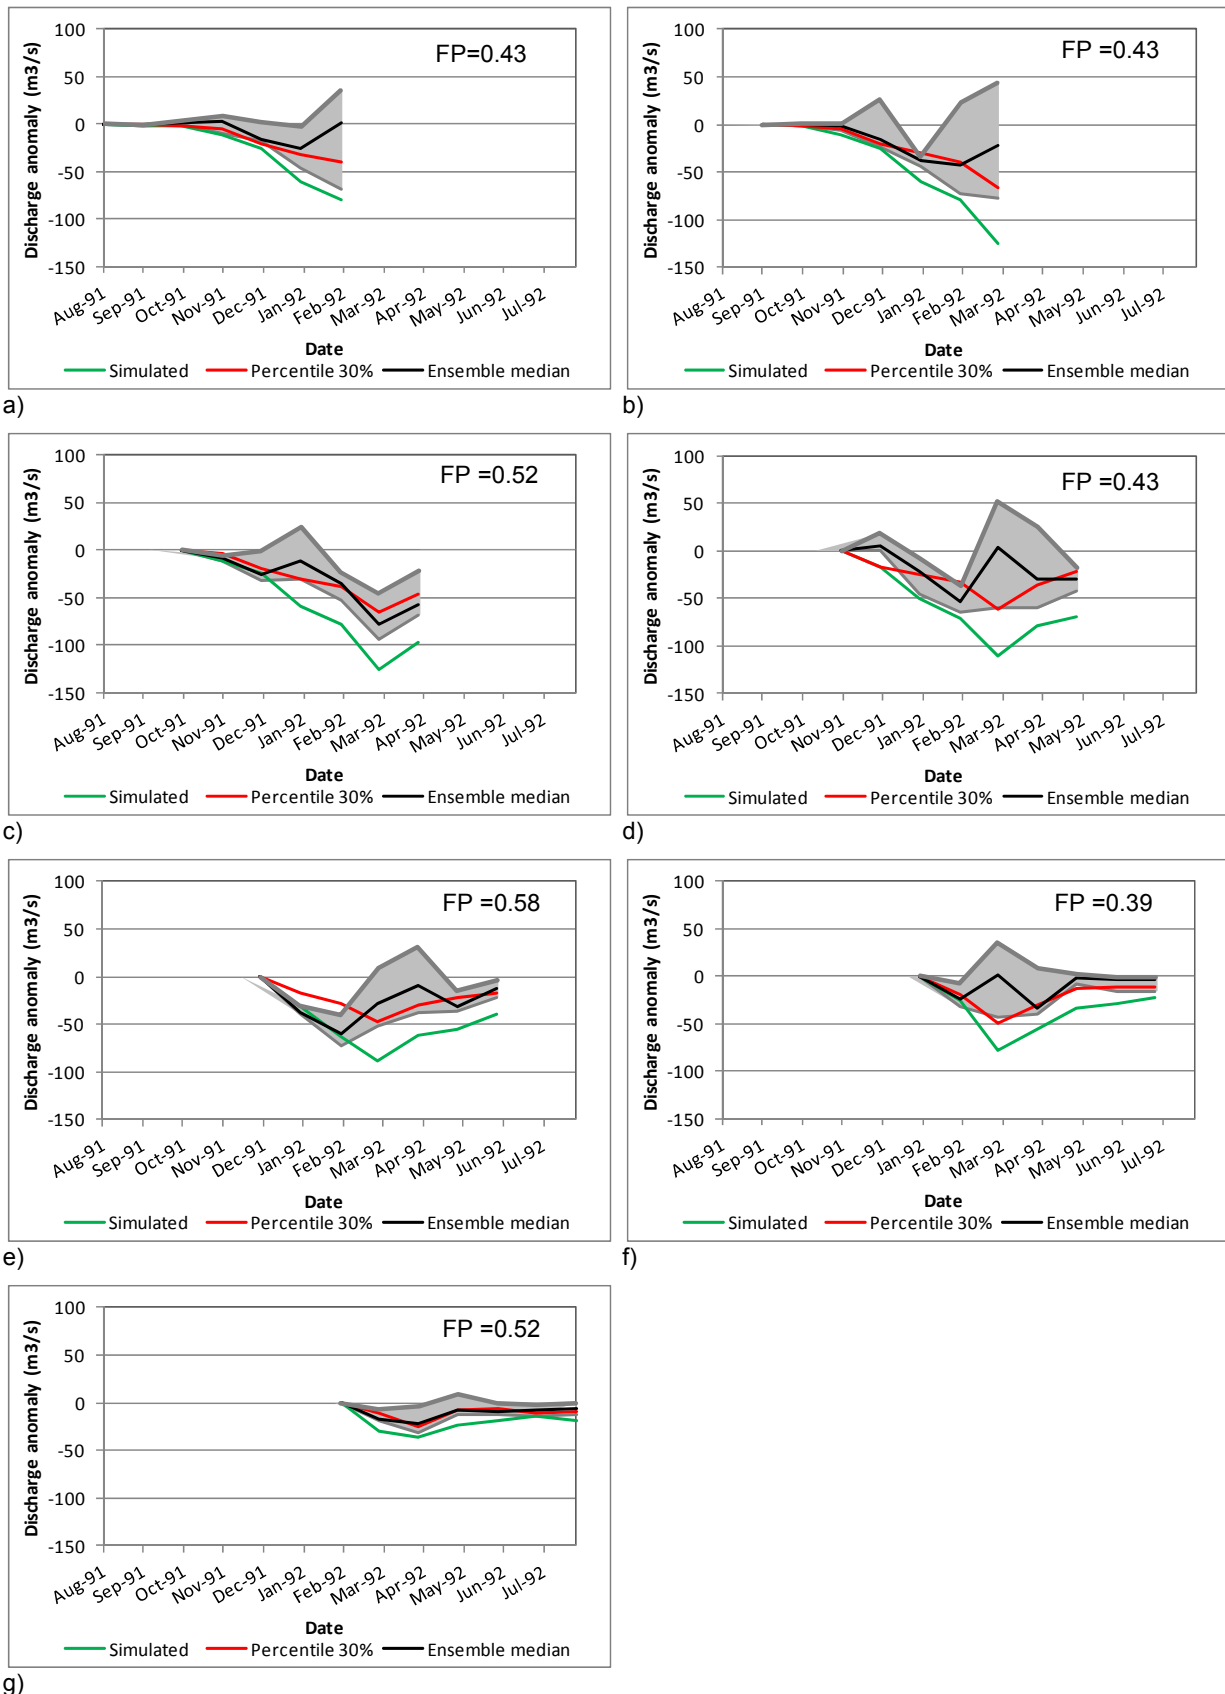 FP=0.43
100
50
0
-50
-100
-150
Discharge anomaly (m3/s)
Aug-91 Sep-91 Oct-91 Nov-91 Dec-91 Jan-92 Feb-92 Mar-92 Apr-92 May-92 Jun-92 Jul-92
Date
Simulated Percentile 30% Ensemble median
a)
FP =0.43
100
50
0
-50
-100
-150
Discharge anomaly (m3/s)
Aug-91 Sep-91 Oct-91 Nov-91 Dec-91 Jan-92 Feb-92 Mar-92 Apr-92 May-92 Jun-92 Jul-92
Date
Simulated Percentile 30% Ensemble median
b)
FP =0.52
100
50
0
-50
-100
-150
Discharge anomaly (m3/s)
Aug-91 Sep-91 Oct-91 Nov-91 Dec-91 Jan-92 Feb-92 Mar-92 Apr-92 May-92 Jun-92 Jul-92
Date
Simulated Percentile 30% Ensemble median
c)
FP =0.43
100
50
0
-50
-100
-150
Discharge anomaly (m3/s)
Aug-91 Sep-91 Oct-91 Nov-91 Dec-91 Jan-92 Feb-92 Mar-92 Apr-92 May-92 Jun-92 Jul-92
Date
Simulated Percentile 30% Ensemble median
d)
FP =0.58
100
50
0
-50
-100
-150
Discharge anomaly (m3/s)
Aug-91 Sep-91 Oct-91 Nov-91 Dec-91 Jan-92 Feb-92 Mar-92 Apr-92 May-92 Jun-92 Jul-92
Date
Simulated Percentile 30% Ensemble median
e)
FP =0.39
100
50
0
-50
-100
-150
Discharge anomaly (m3/s)
Aug-91 Sep-91 Oct-91 Nov-91 Dec-91 Jan-92 Feb-92 Mar-92 Apr-92 May-92 Jun-92 Jul-92
Date
Simulated Percentile 30% Ensemble median
f)
FP =0.52
100
50
0
-50
-100
-150
Discharge anomaly (m3/s)
Aug-91 Sep-91 Oct-91 Nov-91 Dec-91 Jan-92 Feb-92 Mar-92 Apr-92 May-92 Jun-92 Jul-92
Date
Simulated Percentile 30% Ensemble median
g)